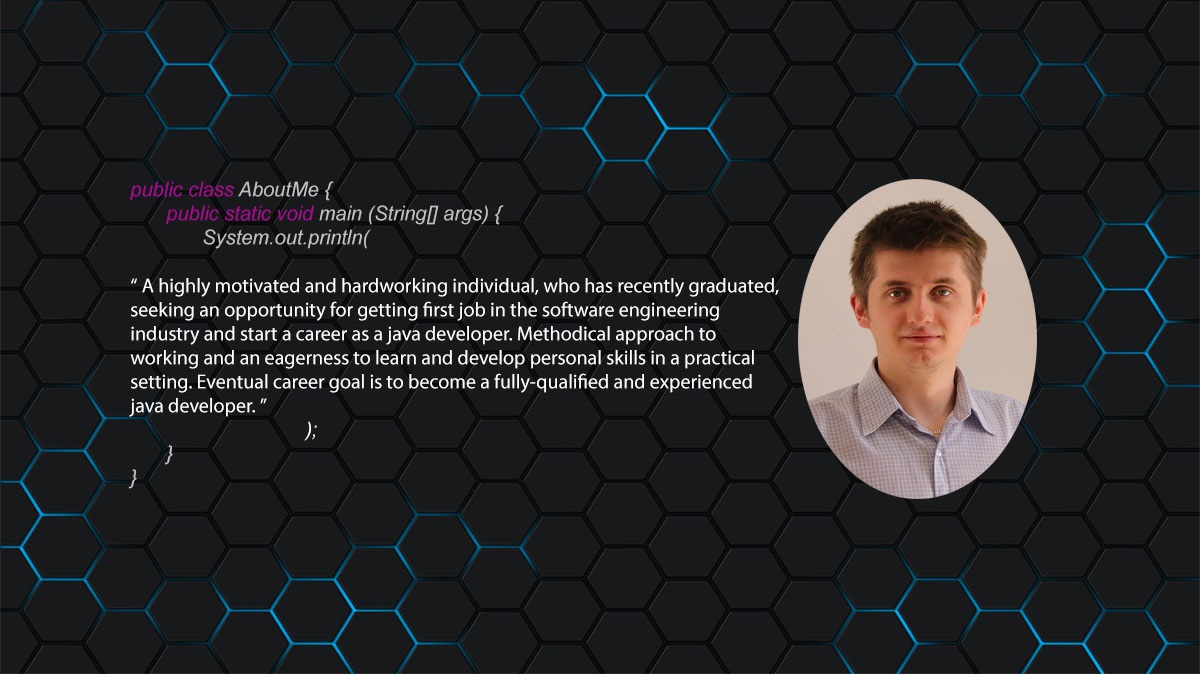 public class AboutMe {
public static void main (String[] args) {
System.out.println(
“ A highly motivated and hardworking individual, who has recently graduated,
seeking an opportunity for getting first job in the software engineering
industry and start a career as a java developer. Methodical approach to
working and an eagerness to learn and develop personal skills in a practical
setting. Eventual career goal is to become a fully-qualified and experienced
java developer. ”
);
}
}